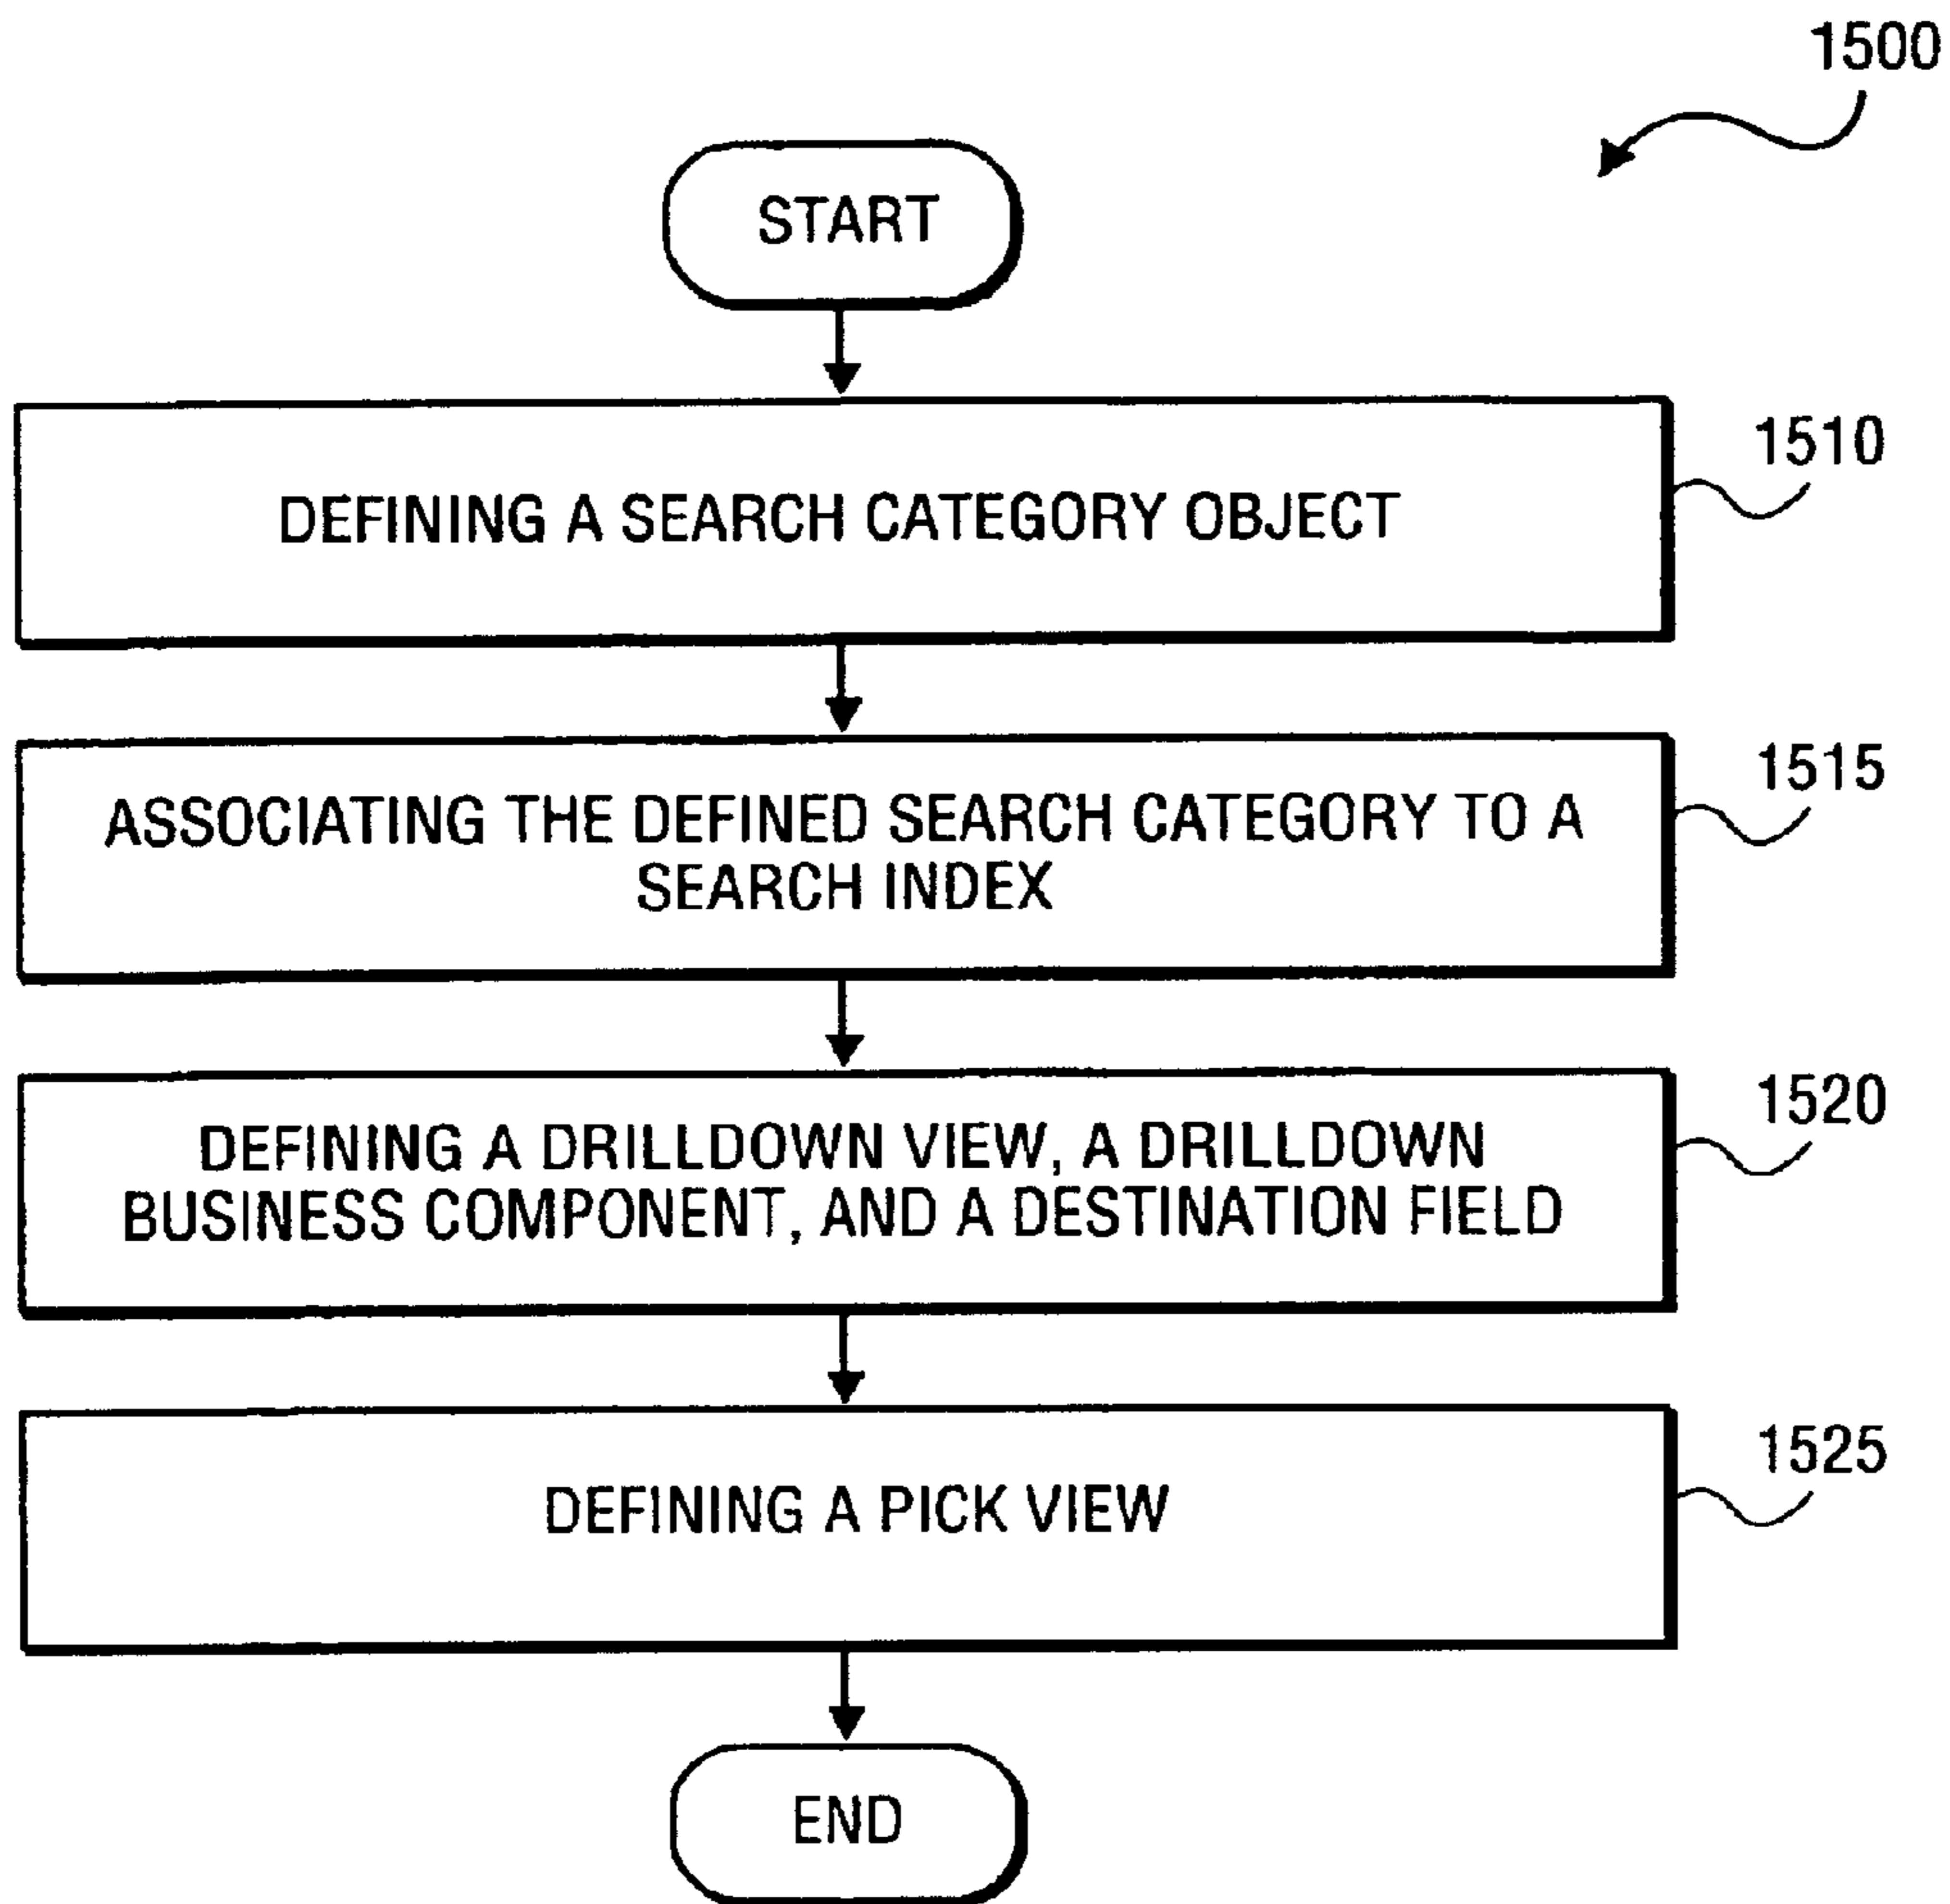 1500
START
DEFINING A SEARCH CATEGORY OBJECT
1510
ASSOCIATING THE DEFINED SEARCH CATEGORY TO A
SEARCH INDEX
1515
DEFINING A DRILLDOWN VIEW, A DRILLDOWN
BUSINESS COMPONENT, AND A DESTINATION FIELD
1520
DEFINING A PICK VIEW
1525
END